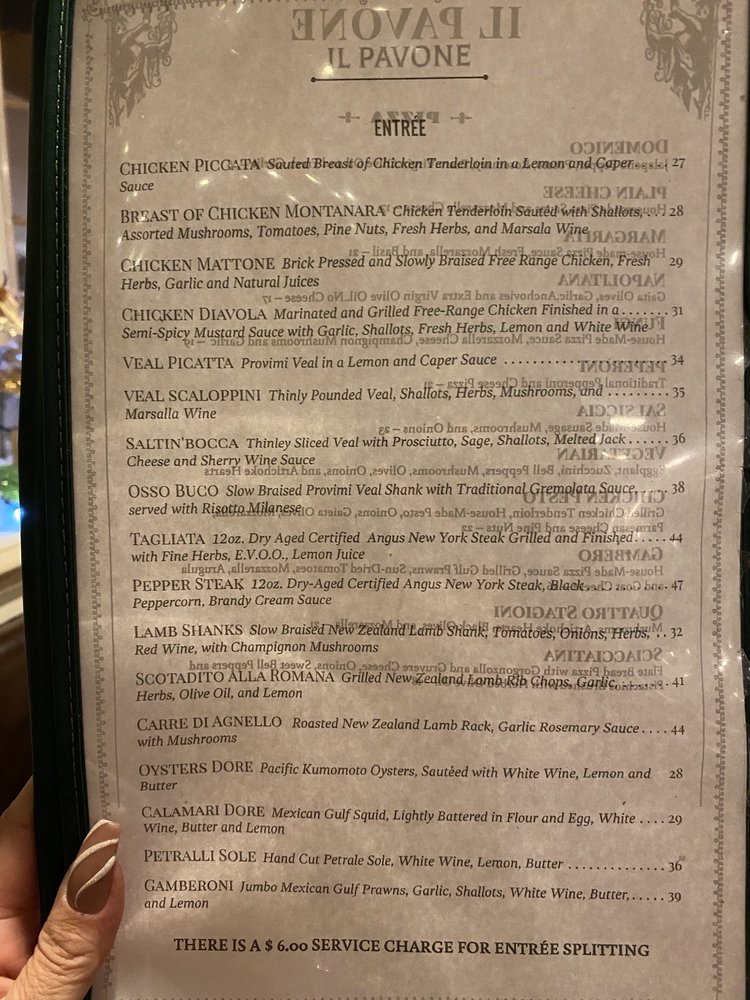 IL PAVONE
ENTRÉE
CHICKEN PICCATA Sauted Breast of Chicken Tenderloin in a Lemon and Caper...... 27
Sauce
BREAST OF CHICKEN MONTANARA Chicken Tenderloin Sautéd with Shallots,... 28
Assorted Mushrooms, Tomatoes, Pine Nuts, Fresh Herbs, and Marsala Wine
CHICKEN MATTONE Brick Pressed and Slowly Braised Free Range Chicken, Fresh 29
Herbs, Garlic and Natural Juices
CHICKEN DIAVOLA Marinated and Grilled Free-Range Chicken Finished in a....... 31
Semi-Spicy Mustard Sauce with Garlic, Shallots, Fresh Herbs, Lemon and White Wine
VEAL PICATTA Provimi Veal in a Lemon and Caper Sauce ........................ 34
VEAL SCALOPPINI Thinly Pounded Veal, Shallots, Herbs, Mushrooms, and ......... 35
Marsalla Wine
SALTIN'BOCCA Thinley Sliced Veal with Prosciutto, Sage, Shallots, Melted Jack ...... 36
Cheese and Sherry Wine Sauce
OSSO BUCO Slow Braised Provimi Veal Shank with Traditional Gremolata Sauce, .... 38
served with Risotto Milanese
TAGLIATA 12oz. Dry Aged Certified Angus New York Steak Grilled and Finished..... 44
with Fine Herbs, E.V.O.O., Lemon Juice
PEPPER STEAK 12oz. Dry-Aged Certified Angus New York Steak, Black........... 47
Peppercorn, Brandy Cream Sauce
LAMB SHANKS Slow Braised New Zealand Lamb Shank, Tomatoes, Onions, Herbs, .. 32
Red Wine, with Champignon Mushrooms
SCOTADITO ALLA ROMANA Grilled New Zealand Lamb Rib Chops, Garlic, ....... 41
Herbs, Olive Oil, and Lemon
CARRE DI AGNELLO Roasted New Zealand Lamb Rack, Garlic Rosemary Sauce .... 44
with Mushrooms
OYSTERS DORE Pacific Kumomoto Oysters, Sautéed with White Wine, Lemon and 28
Butter
CALAMARI DORE Mexican Gulf Squid, Lightly Battered in Flour and Egg, White .... 29
Wine, Butter and Lemon
PETRALLI SOLE Hand Cut Petrale Sole, White Wine, Lemon, Butter .............. 36
GAMBERONI Jumbo Mexican Gulf Prawns, Garlic, Shallots, White Wine, Butter,..... 39
and Lemon
THERE IS A $ 6.00 SERVICE CHARGE FOR ENTRÉE SPLITTING